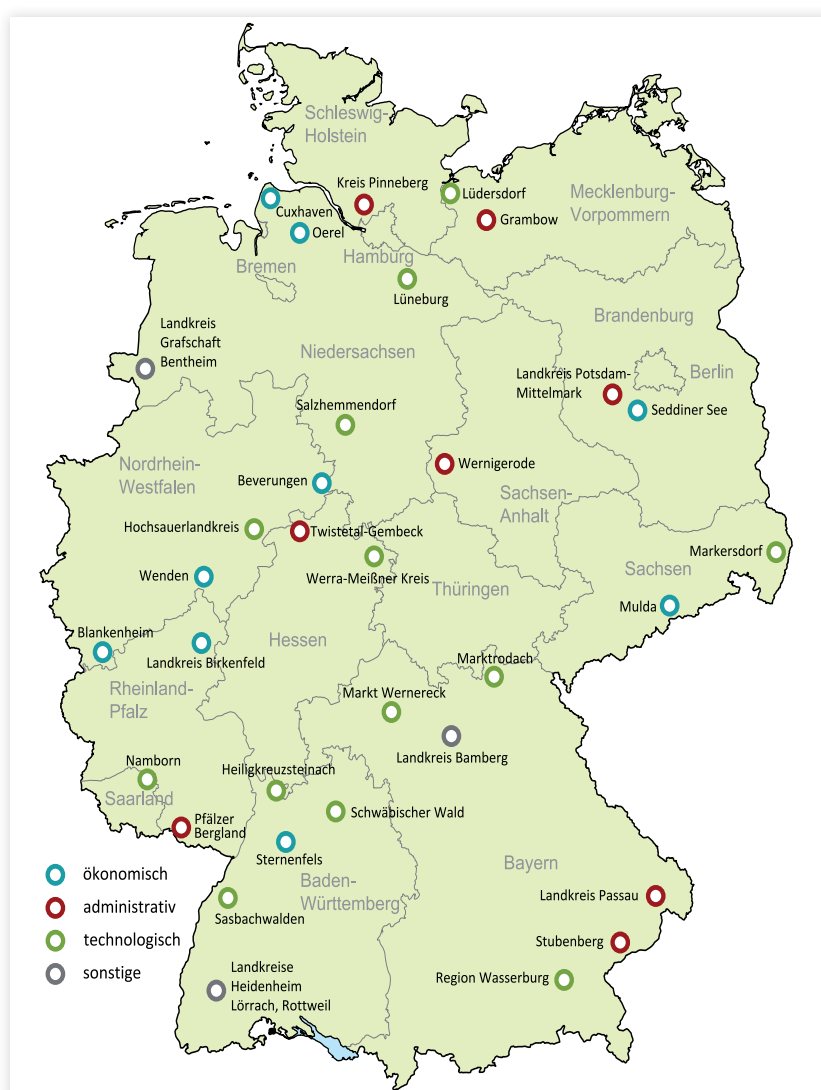 Schleswig-
Holstein
Kreis Pinneberg
Lüdersdorf
Mecklenburg-
Vorpommern
Cuxhaven
Grambow
Oerel
Hamburg
Bremen
Lüneburg
Brandenburg
Landkreis
Grafschaft
Bentheim
Niedersachsen
Landkreis Potsdam-
Mittelmark
Berlin
Salzhemmendorf
Seddiner See
Nordrhein-
Westfalen
Wernigerode
Beverungen
Sachsen-
Anhalt
Hochsauerlandkreis
Twistetal-Gembeck
Markersdorf
Wenden
Werra-Meißner Kreis
Thüringen
Sachsen
Mulda
Blankenheim
Hessen
Landkreis Birkenfeld
Marktrodach
Rheinland-
Pfalz
Markt Wernereck
Landkreis Bamberg
Namborn
Heiligkreuzsteinach
Saarland
Schwäbischer Wald
Pfälzer
Bergland
Sternenfels
Bayern
ökonomisch
Baden-
Württemberg
Landkreis Passau
administrativ
Sasbachwalden
technologisch
Stubenberg
sonstige
Landkreise
Heidenheim
Lörrach, Rottweil
Region Wasserburg